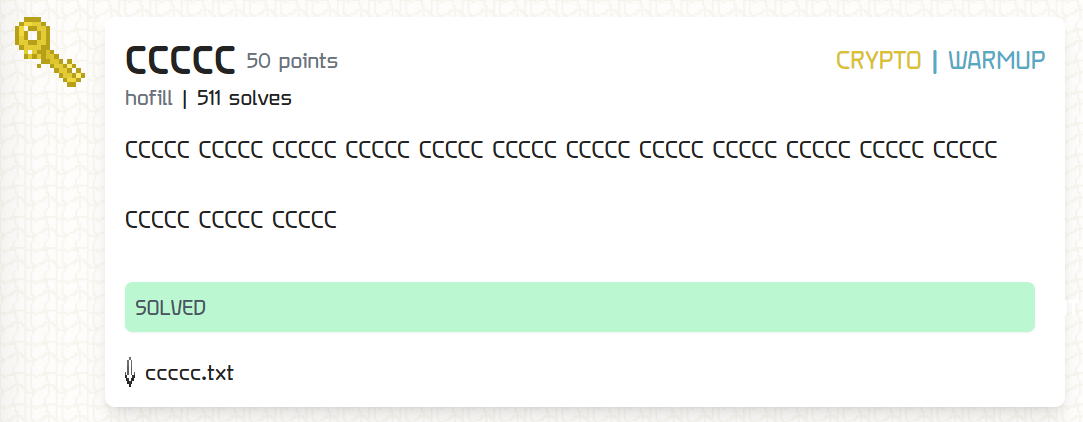 CCCCC 50 points CRYPTO | WARMUP
hofill | 511 solves
CCCCC CCCCC CCCCC CCCCC CCCCC CCCCC CCCCC CCCCC CCCCC CCCCC CCCCC CCCCC
CCCCC CCCCC CCCCC
SOLVED
ccccc.txt